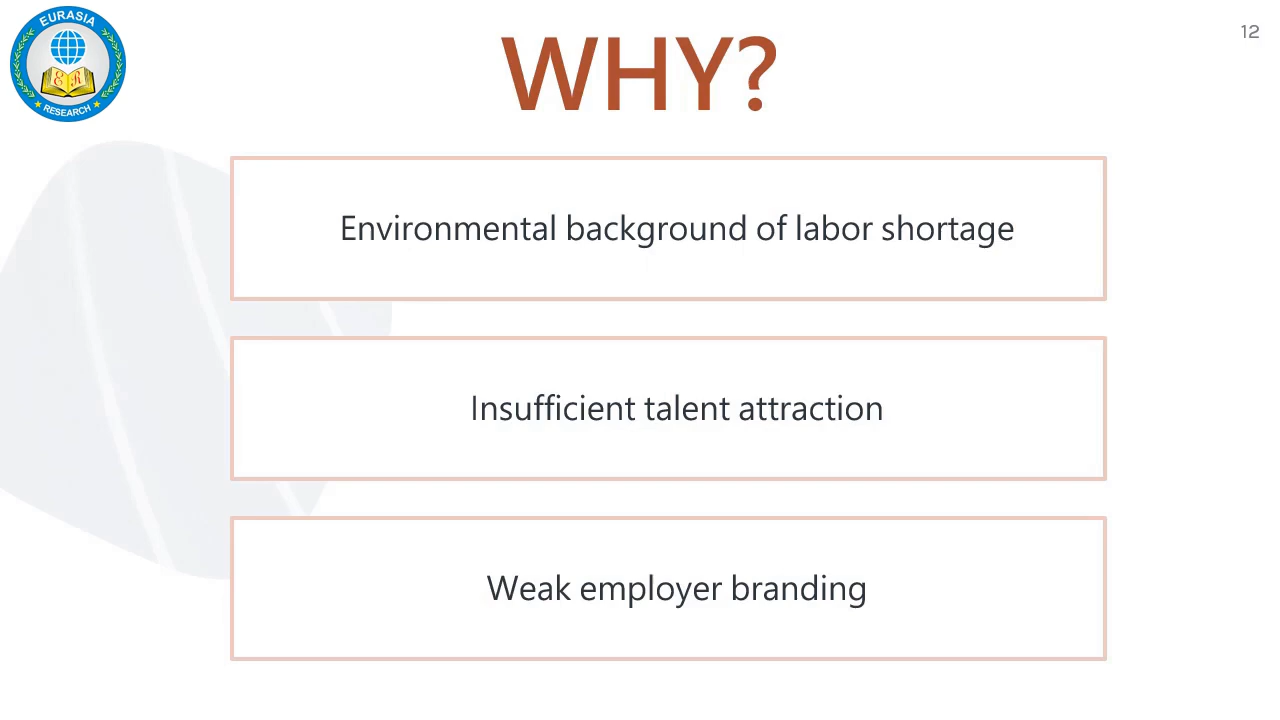 EURASIA
E R
RESEARCH
12
WHY?
Environmental background of labor shortage
Insufficient talent attraction
Weak employer branding